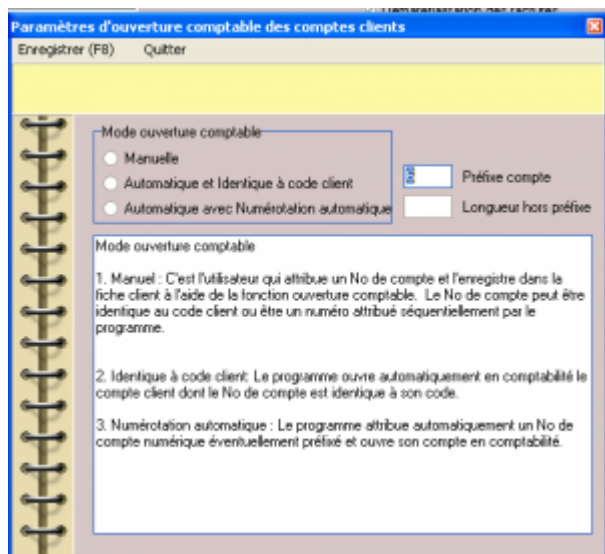 Paramètres d'ouverture comptable des comptes clients
Enregistrer (F8) Quitter
Mode ouverture comptable
Manuelle
Automatique et Identique à code client
Automatique avec Numérotation automatique
Préfixe compte
Longueur hors préfixe
Mode ouverture comptable
1. Manuel : C'est l'utilisateur qui attribue un No de compte et l'enregistre dans la
fiche client à l'aide de la fonction ouverture comptable. Le No de compte peut être
identique au code client ou être un numéro attribué séquentiellement par le
programme.
2. Identique à code client: Le programme ouvre automatiquement en comptabilité le
compte client dont le No de compte est identique à son code.
3. Numérotation automatique : Le programme attribue automatiquement un No de
compte numérique éventuellement préfixé et ouvre son compte en comptabilité.